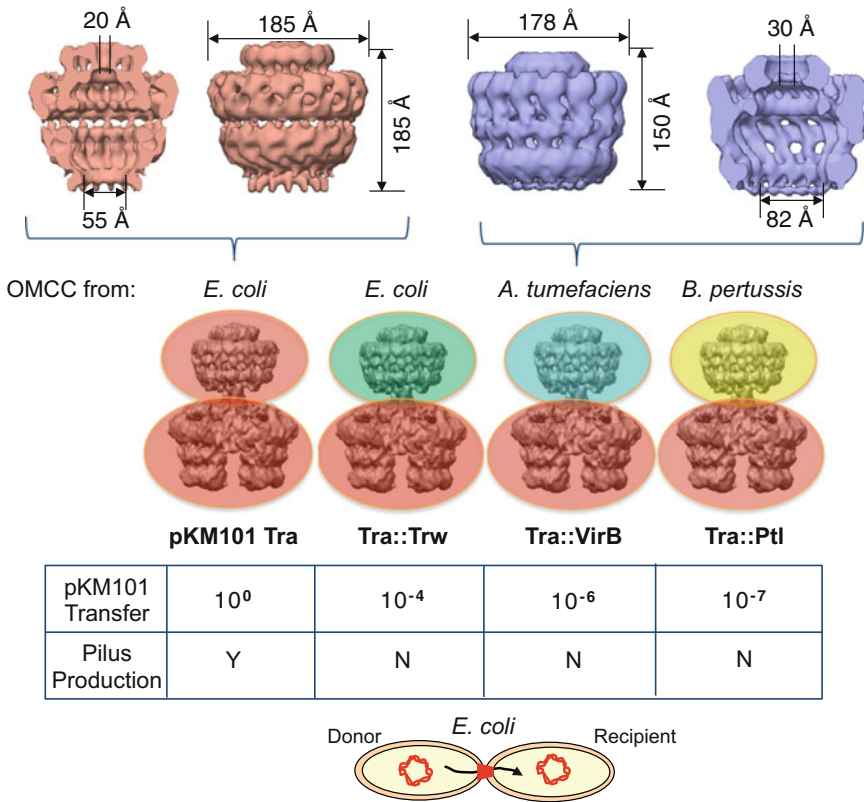 20 Å
185 Å
185 Å
55 Å
178 Å
150 Å
30 Å
82 Å
OMCC from: E. coli E. coli A. tumefaciens B. pertussis
pKM101 Tra Tra::Trw Tra::VirB Tra::Ptl
pKM101 Transfer 10⁰ 10⁻⁴ 10⁻⁶ 10⁻⁷
Pilus Production Y N N N
E. coli
Donor Recipient